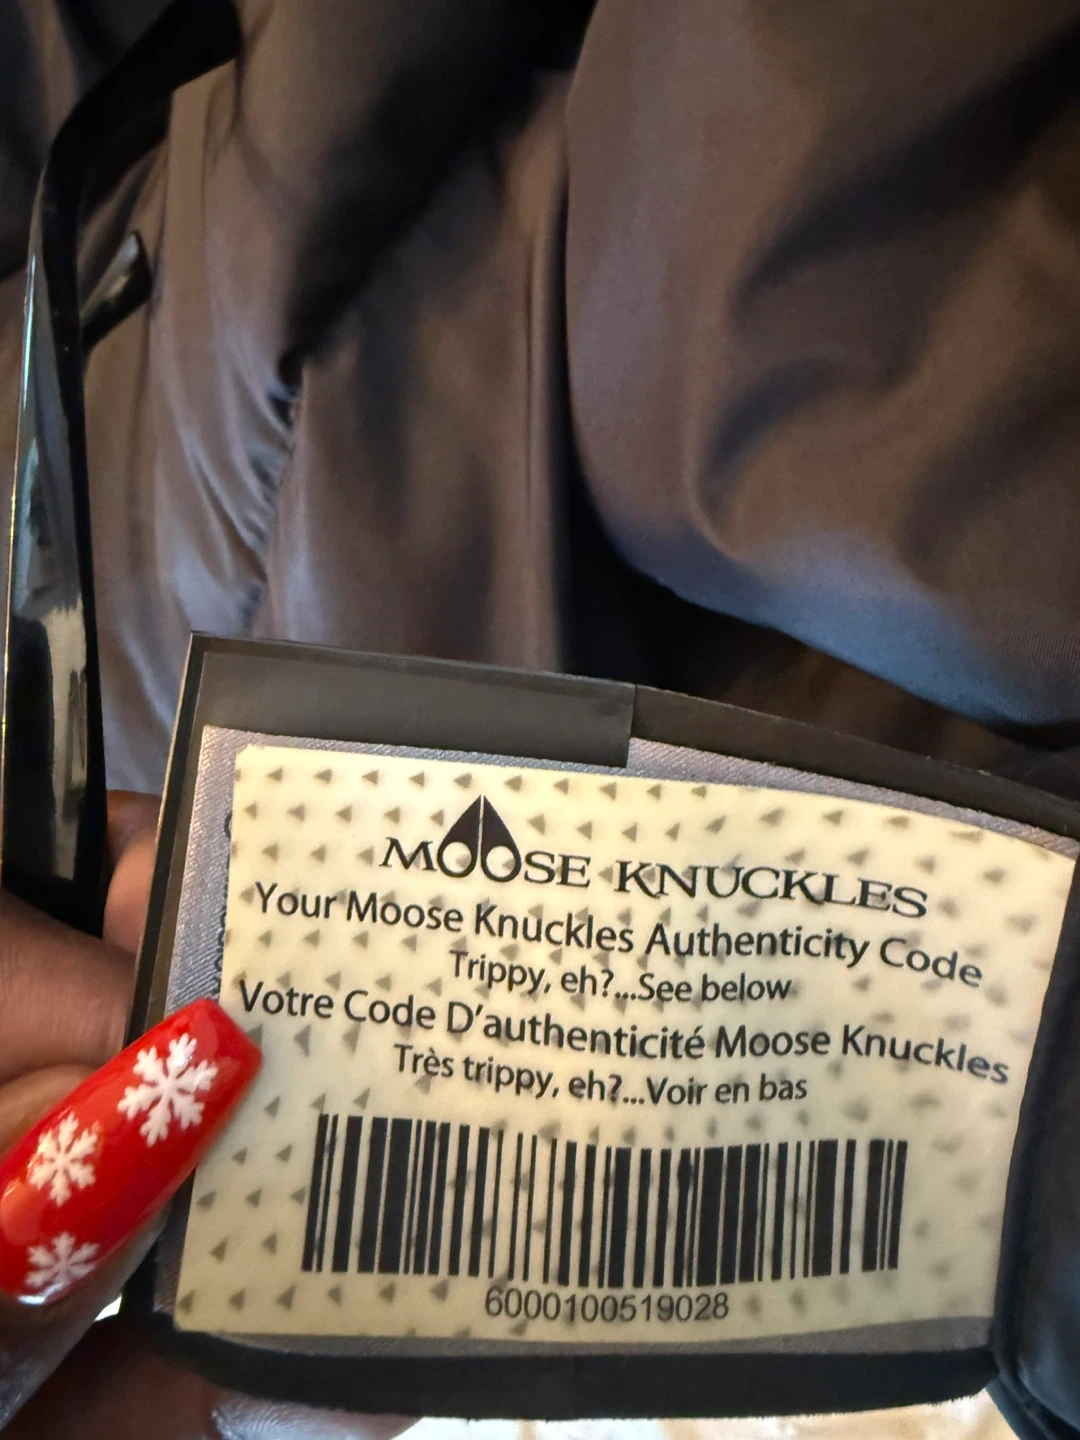 MOOSE KNUCKLES
Your Moose Knuckles Authenticity Code
Trippy, eh?...See below
Votre Code D'authenticité Moose Knuckles
Très trippy, eh?...Voir en bas
6000100519028